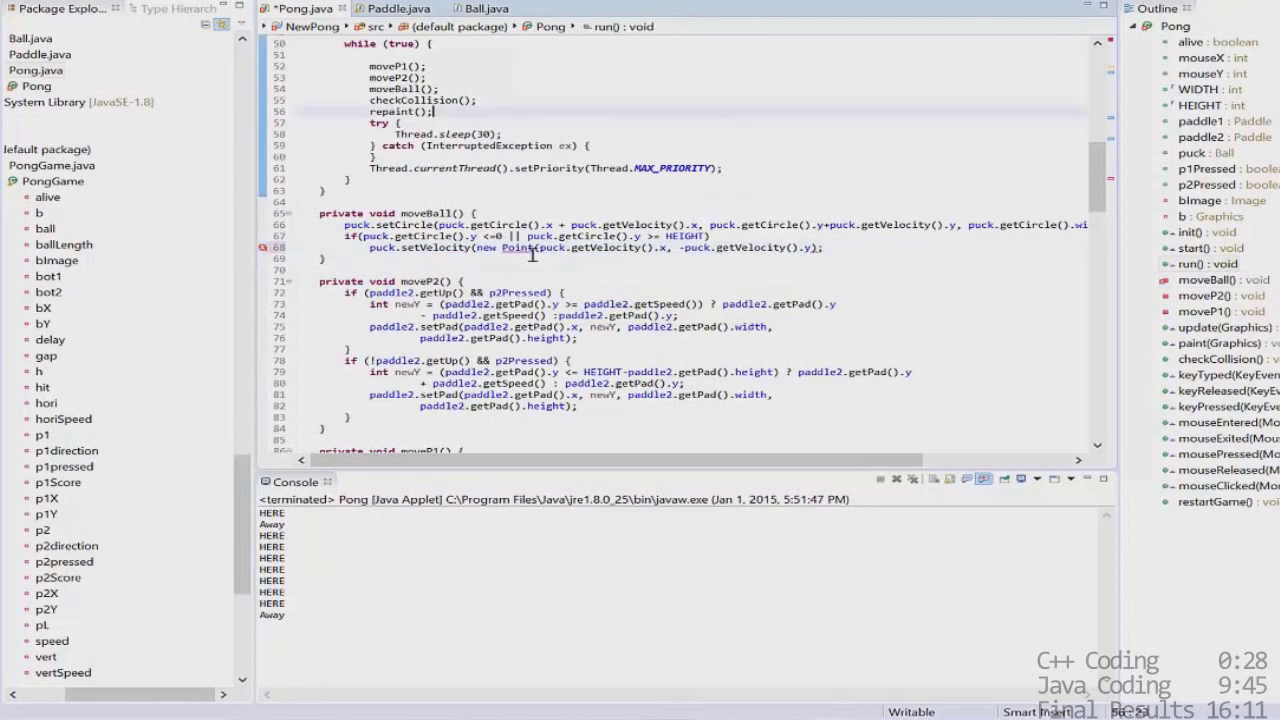 Package Explo...
Type Hierarch
*Pong.java
Paddle.java
Ball.java
Outline
NewPong
src
(default package)
Pong
run() : void
Ball.java
Paddle.java
Pong.java
Pong
System Library [JavaSE-1.8]
default package)
PongGame.java
PongGame
alive
b
ball
ballLength
bImage
bot1
bot2
bX
bY
delay
gap
h
hit
hori
horiSpeed
p1
p1direction
p1pressed
p1Score
p1X
p1Y
p2
p2direction
p2pressed
p2Score
p2X
p2Y
pL
speed
vert
vertSpeed
50 while (true) {
51
52 moveP1();
53 moveP2();
54 moveBall();
55 checkCollision();
56 repaint();
57 try {
58 Thread.sleep(30);
59 } catch (InterruptedException ex) {
60 }
61 Thread.currentThread().setPriority(Thread.MAX_PRIORITY);
62 }
63 }
65 private void moveBall() {
66 puck.setCircle(puck.getCircle().x + puck.getVelocity().x, puck.getCircle().y+puck.getVelocity().y, puck.getCircle().wi
67 if(puck.getCircle().y <=0 || puck.getCircle().y >= HEIGHT)
68 puck.setVelocity(new Point(puck.getVelocity().x, -puck.getVelocity().y);
69 }
70
71 private void moveP2() {
72 if (paddle2.getUp() && p2Pressed) {
73 int newY = (paddle2.getPad().y >= paddle2.getSpeed()) ? paddle2.getPad().y
74 - paddle2.getSpeed() :paddle2.getPad().y;
75 paddle2.setPad(paddle2.getPad().x, newY, paddle2.getPad().width,
76 paddle2.getPad().height);
77 }
78 if (!paddle2.getUp() && p2Pressed) {
79 int newY = (paddle2.getPad().y <= HEIGHT-paddle2.getPad().height) ? paddle2.getPad().y
80 + paddle2.getSpeed() : paddle2.getPad().y;
81 paddle2.setPad(paddle2.getPad().x, newY, paddle2.getPad().width,
82 paddle2.getPad().height);
83 }
84 }
85
86 private void moveP1() {
Pong
alive : boolean
mouseX : int
mouseY : int
WIDTH : int
HEIGHT : int
paddle1 : Paddle
paddle2 : Paddle
puck : Ball
p1Pressed : boolea
p2Pressed : boolea
bImage : Image
b : Graphics
init() : void
start() : void
run() : void
moveBall() : void
moveP2() : void
moveP1() : void
update(Graphics)
paint(Graphics) :
checkCollision() :
keyTyped(KeyEven
keyReleased(KeyE
keyPressed(KeyEv
mouseEntered(Mo
mouseExited(Mou
mousePressed(Mo
mouseReleased(M
mouseClicked(Mo
restartGame() : vo
Console
<terminated> Pong [Java Applet] C:\Program Files\Java\jre1.8.0_25\bin\javaw.exe (Jan 1, 2015, 5:51:47 PM)
HERE
Away
HERE
HERE
HERE
HERE
HERE
HERE
HERE
Away
C++ Coding 0:28
Java Coding 9:45
Final Results 16:11
Writable
Smart Insert